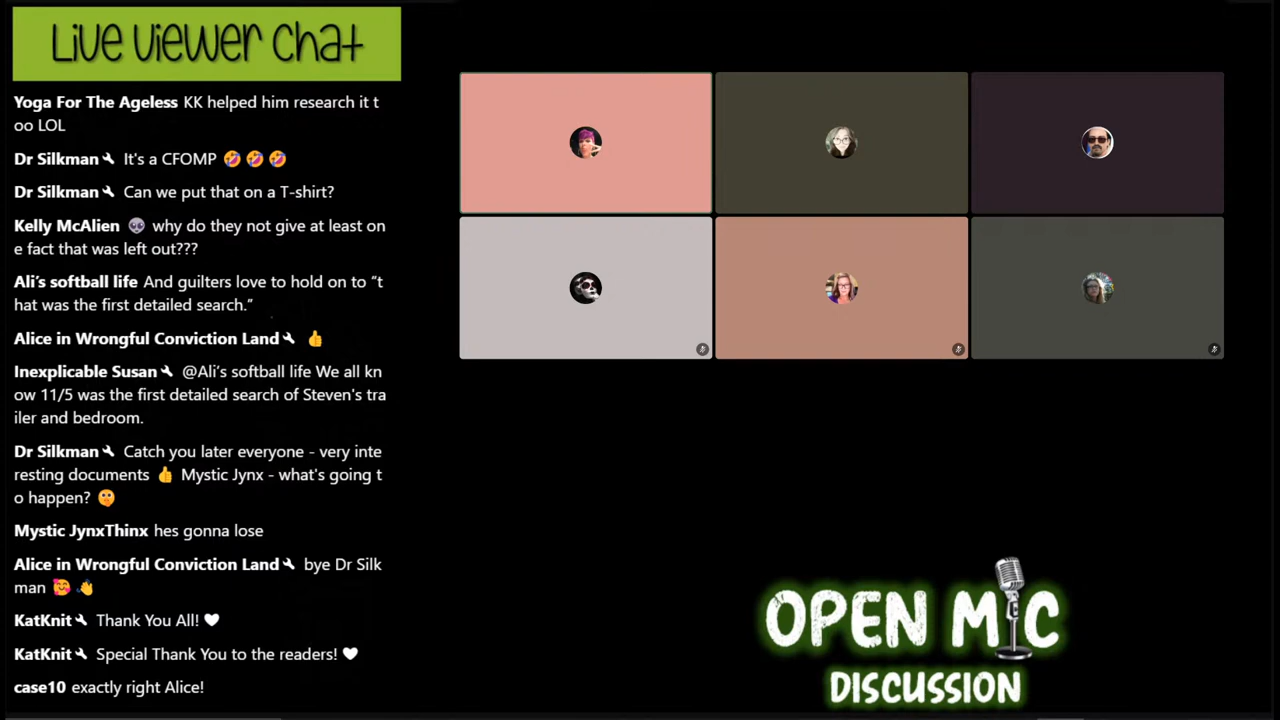 Live Viewer Chat
Yoga For The Ageless KK helped him research it t
oo LOL
Dr Silkman It's a CFOMP 🤣 🤣 🤣
Dr Silkman Can we put that on a T-shirt?
Kelly McAlien 👽 why do they not give at least on
e fact that was left out???
Ali’s softball life And guilters love to hold on to “t
hat was the first detailed search.”
Alice in Wrongful Conviction Land 👍
Inexplicable Susan @Ali’s softball life We all kn
ow 11/5 was the first detailed search of Steven's tra
iler and bedroom.
Dr Silkman Catch you later everyone - very inte
resting documents 👍 Mystic Jynx - what's going t
o happen? 🤫
Mystic JynxThinx hes gonna lose
Alice in Wrongful Conviction Land bye Dr Silk
man 🥰 👋
KatKnit Thank You All! 🤍
KatKnit Special Thank You to the readers! 🤍
case10 exactly right Alice!
OPEN MIC
DISCUSSION